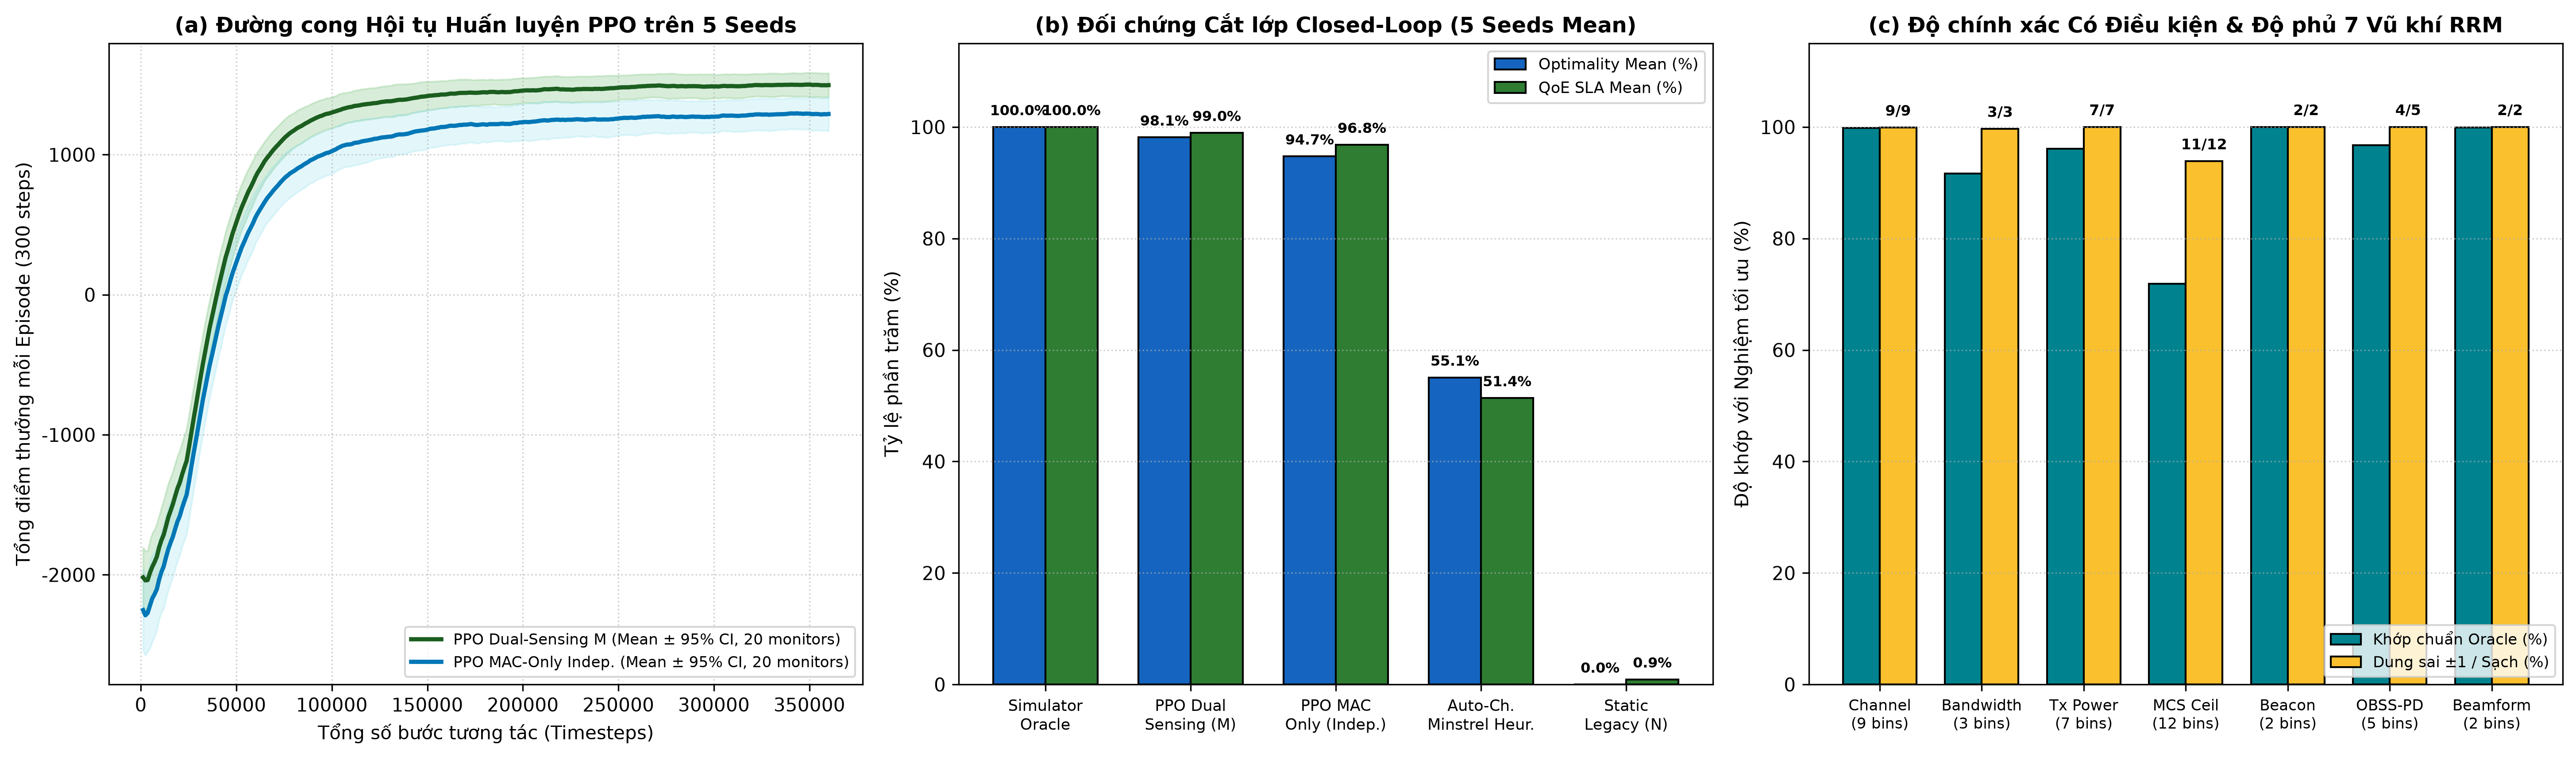 (a) Đường cong Hội tụ Huấn luyện PPO trên 5 Seeds
Tổng điểm thưởng mỗi Episode (300 steps)
1000
0
-1000
-2000
PPO Dual-Sensing M (Mean ± 95% CI, 20 monitors)
PPO MAC-Only Indep. (Mean ± 95% CI, 20 monitors)
0 50000 100000 150000 200000 250000 300000 350000
Tổng số bước tương tác (Timesteps)
(b) Đối chứng Cắt lớp Closed-Loop (5 Seeds Mean)
Tỷ lệ phần trăm (%)
Optimality Mean (%)
QoE SLA Mean (%)
100
80
60
40
20
0
100.0% 100.0%
98.1% 99.0%
94.7% 96.8%
55.1% 51.4%
0.0% 0.9%
Simulator
Oracle
PPO Dual
Sensing (M)
PPO MAC
Only (Indep.)
Auto-Ch.
Minstrel Heur.
Static
Legacy (N)
(c) Độ chính xác Có Điều kiện & Độ phủ 7 Vũ khí RRM
Độ khớp với Nghiệm tối ưu (%)
100
80
60
40
20
0
9/9 3/3 7/7 11/12 2/2 4/5 2/2
Khớp chuẩn Oracle (%)
Dung sai ±1 / Sạch (%)
Channel
(9 bins)
Bandwidth
(3 bins)
Tx Power
(7 bins)
MCS Ceil
(12 bins)
Beacon
(2 bins)
OBSS-PD
(5 bins)
Beamform
(2 bins)